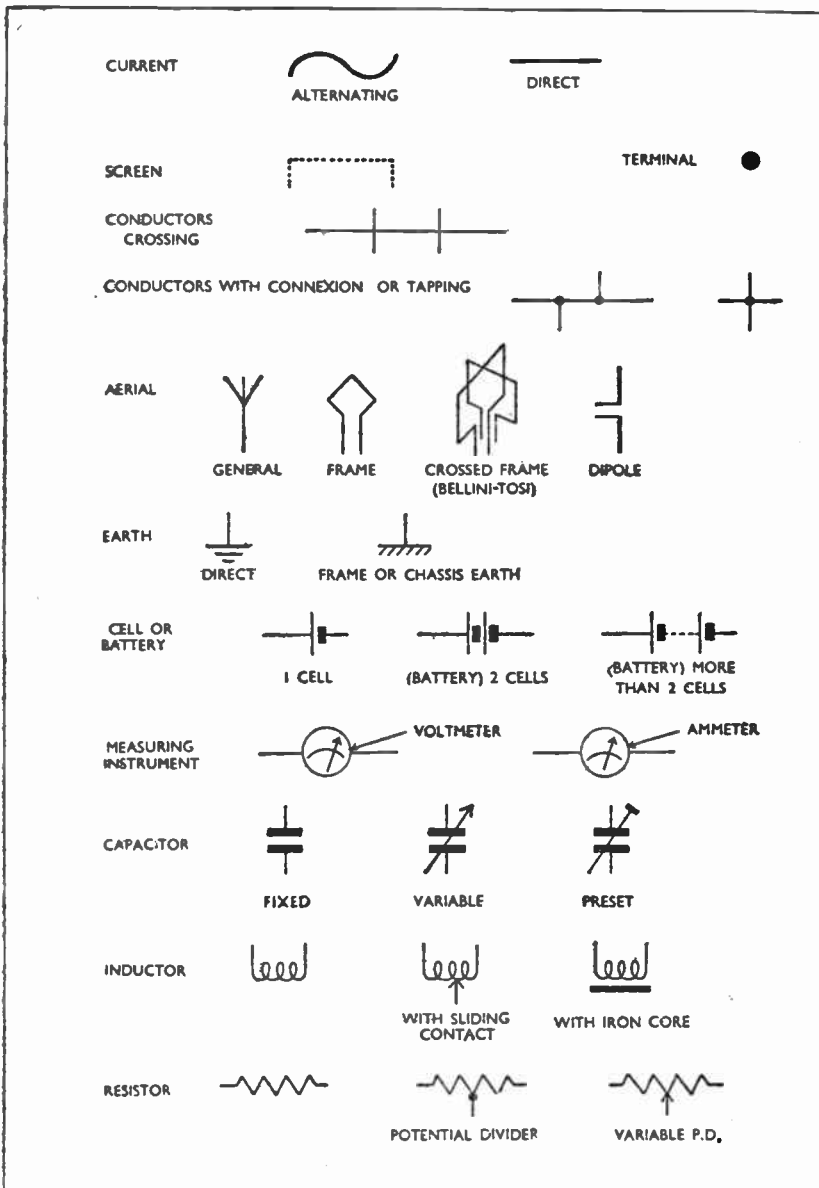 CURRENT
ALTERNATING
DIRECT
SCREEN
TERMINAL
CONDUCTORS
CROSSING
CONDUCTORS WITH CONNEXION OR TAPPING
AERIAL
GENERAL
FRAME
CROSSED FRAME
(BELLINI-TOSI)
DIPOLE
EARTH
DIRECT
FRAME OR CHASSIS EARTH
CELL OR
BATTERY
1 CELL
(BATTERY) 2 CELLS
(BATTERY) MORE
THAN 2 CELLS
MEASURING
INSTRUMENT
VOLTMETER
AMMETER
CAPACITOR
FIXED
VARIABLE
PRESET
INDUCTOR
WITH SLIDING
CONTACT
WITH IRON CORE
RESISTOR
POTENTIAL DIVIDER
VARIABLE P.D.